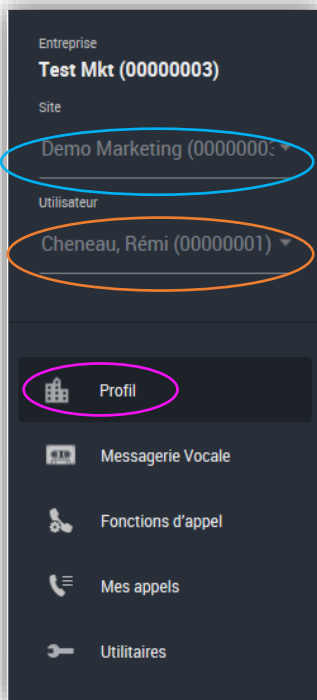 Entreprise
Test Mkt (00000003)
Site
Demo Marketing (0000000
Utilisateur
Cheneau, Rémi (00000001)
Profil
Messagerie Vocale
Fonctions d'appel
Mes appels
Utilitaires